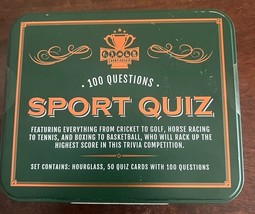 100 QUESTIONS
SPORT QUIZ
FEATURING EVERYTHING FROM CRICKET TO GOLF, HORSE RACING
TO TENNIS, AND BOXING TO BASKETBALL, WHO WILL RACK UP THE
HIGHEST SCORE IN THIS TRIVIA COMPETITION.
SET CONTAINS: HOURGLASS, 50 QUIZ CARDS WITH 100 QUESTIONS